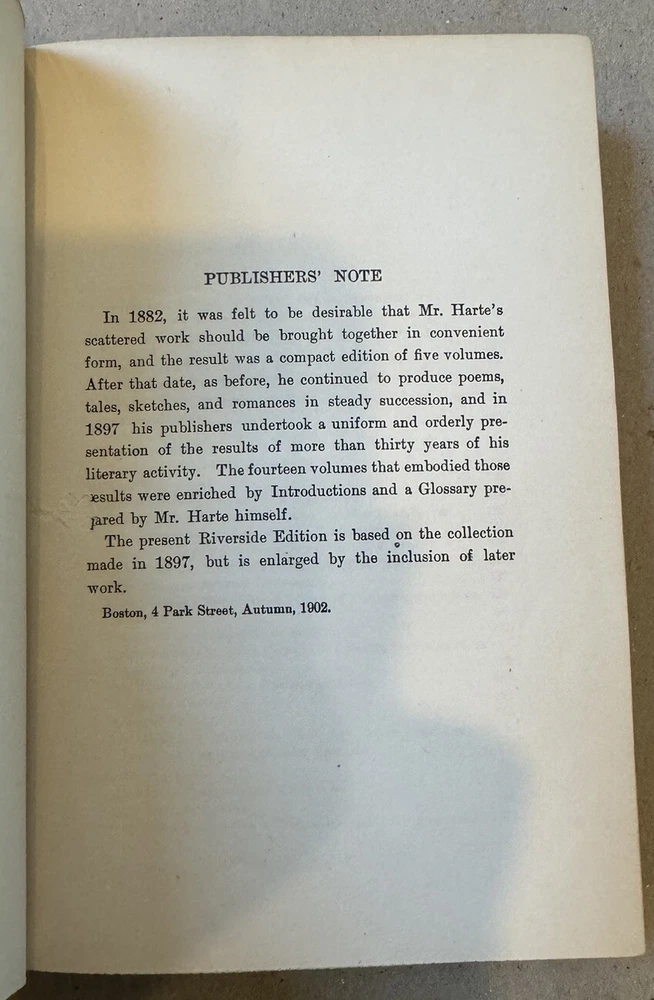 PUBLISHERS' NOTE
In 1882, it was felt to be desirable that Mr. Harte's
scattered work should be brought together in convenient
form, and the result was a compact edition of five volumes.
After that date, as before, he continued to produce poems,
tales, sketches, and romances in steady succession, and in
1897 his publishers undertook a uniform and orderly pre-
sentation of the results of more than thirty years of his
literary activity. The fourteen volumes that embodied those
results were enriched by Introductions and a Glossary pre-
pared by Mr. Harte himself.
The present Riverside Edition is based on the collection
made in 1897, but is enlarged by the inclusion of later
work.
Boston, 4 Park Street, Autumn, 1902.